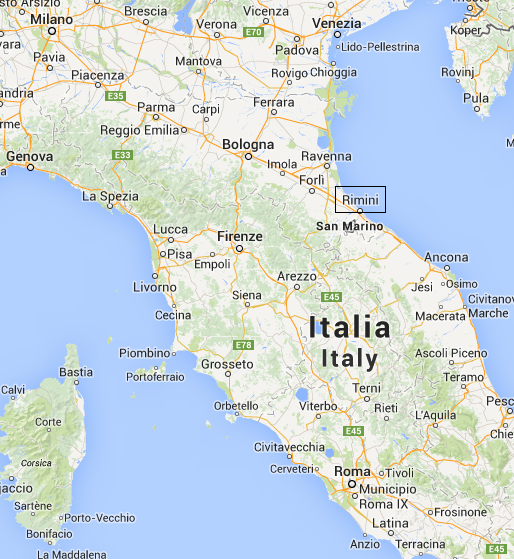 Milano
Brescia
Vicenza
Verona
Venezia
E70
Padova
Lido-Pellestrina
Koper
Pavia
Mantova
Rovigo
Chioggia
Rovinj
Piacenza
E35
Pula
Parma
Carpi
Ferrara
Reggio Emilia
Bologna
Genova
E33
Imola
Ravenna
Forlì
La Spezia
Rimini
Lucca
Firenze
San Marino
Pisa
Empoli
Ancona
Livorno
Arezzo
Jesi
Osimo
Siena
E45
Cecina
Macerata
Marche
Italia
Italy
E78
Piombino
Ascoli Piceno
Grosseto
Bastia
Portoferraio
Teramo
Calvi
Terni
Orbetello
Viterbo
Rieti
L'Aquila
Corte
E45
Civitavecchia
Corsica
Cerveteri
Roma
Tivoli
Municipio
Roma IX
Sartène
Porto-Vecchio
Frosinone
Latina
Bonifacio
Anzio
Terracina
E45
La Maddalena